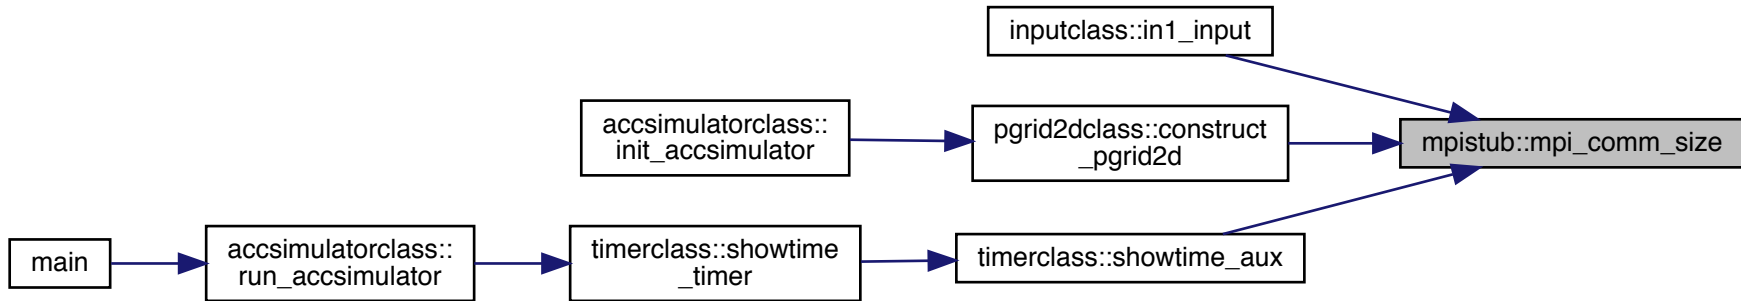 inputclass::in1_input
accsimulatorclass::
init_accsimulator
pgrid2dclass::construct
_pgrid2d
mpistub::mpi_comm_size
main
accsimulatorclass::
run_accsimulator
timerclass::showtime
_timer
timerclass::showtime_aux